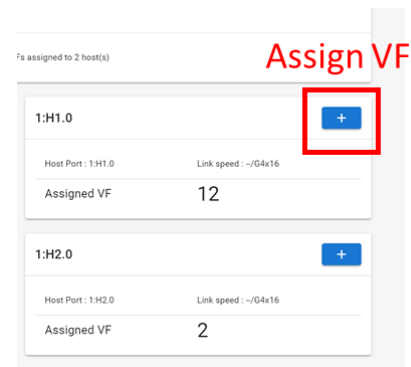 Fs assigned to 2 host(s)
Assign VF
1:H1.0
+
Host Port : 1:H1.0 Link speed : --/G4x16
Assigned VF 12
1:H2.0
+
Host Port : 1:H2.0 Link speed : --/G4x16
Assigned VF 2